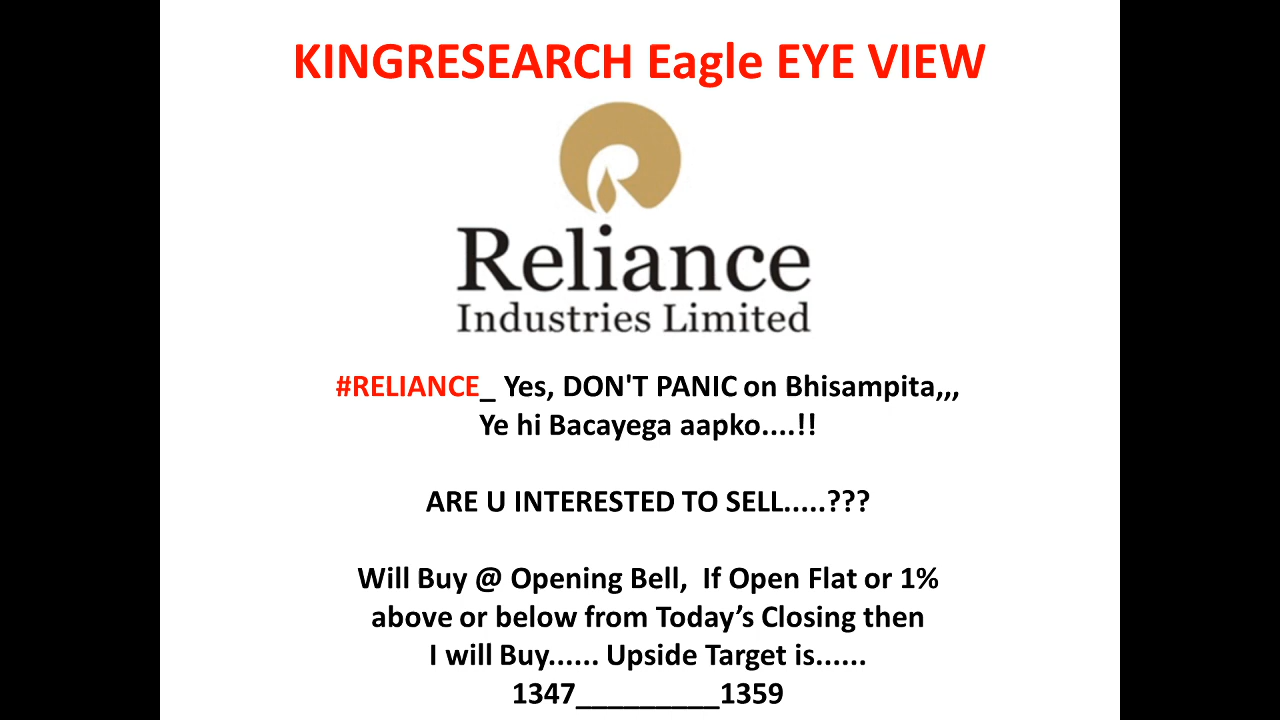 KINGRESEARCH Eagle EYE VIEW
Reliance
Industries Limited
#RELIANCE_ Yes, DON'T PANIC on Bhisampita,,,
Ye hi Bacayega aapko....!!
ARE U INTERESTED TO SELL.....???
Will Buy @ Opening Bell,  If Open Flat or 1%
above or below from Today’s Closing then
I will Buy...... Upside Target is......
1347_________1359